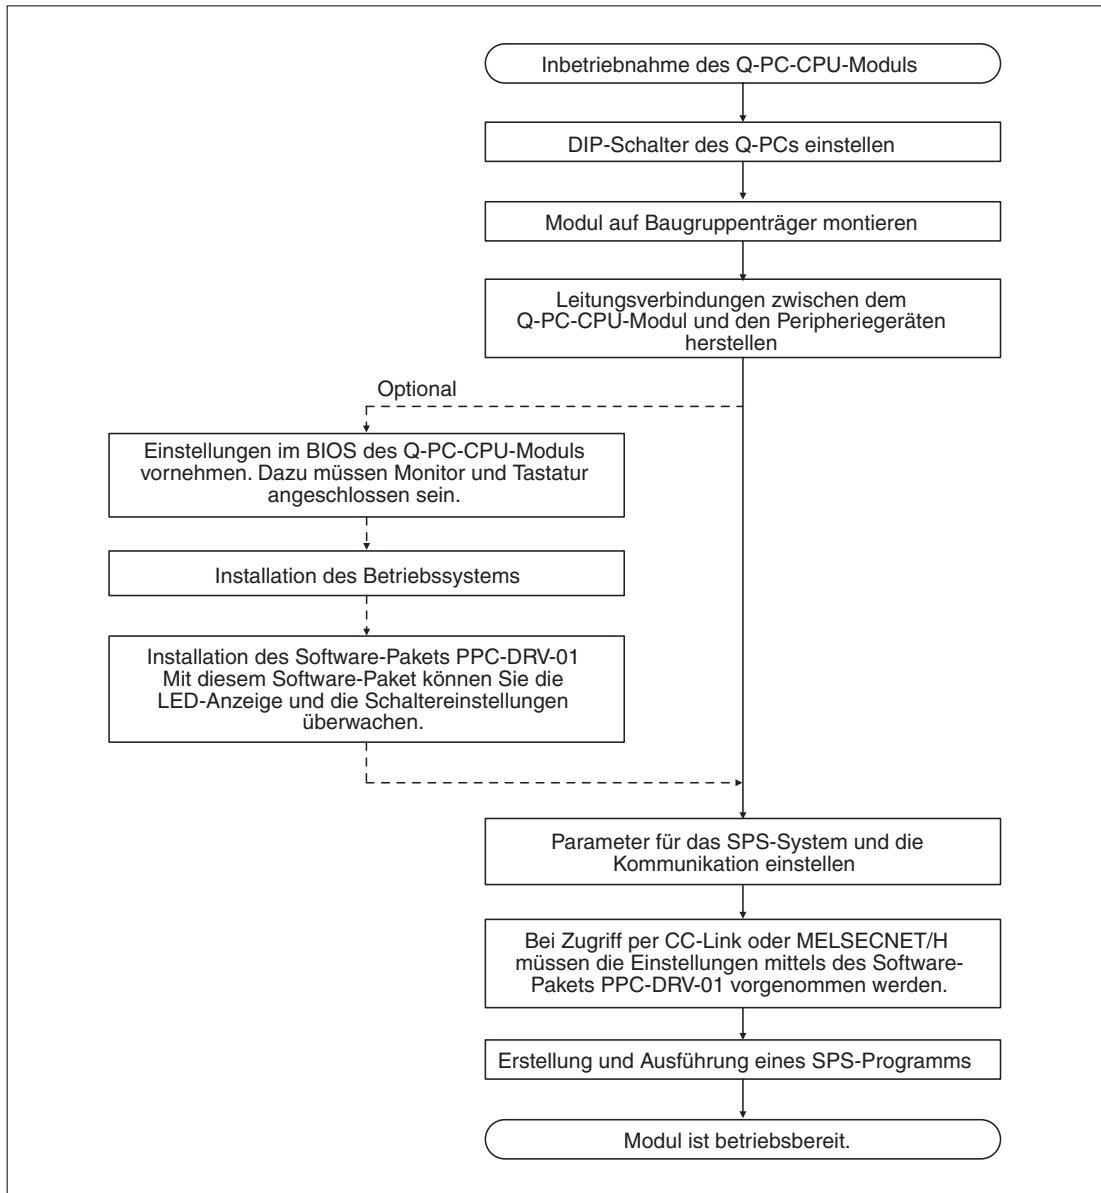 Inbetriebnahme des Q-PC-CPU-Moduls
DIP-Schalter des Q-PCs einstellen
Modul auf Baugruppenträger montieren
Leitungsverbindungen zwischen dem
Q-PC-CPU-Modul und den Peripheriegeräten
herstellen
Optional
Einstellungen im BIOS des Q-PC-CPU-Moduls
vornehmen. Dazu müssen Monitor und Tastatur
angeschlossen sein.
Installation des Betriebssystems
Installation des Software-Pakets PPC-DRV-01
Mit diesem Software-Paket können Sie die
LED-Anzeige und die Schaltereinstellungen
überwachen.
Parameter für das SPS-System und die
Kommunikation einstellen
Bei Zugriff per CC-Link oder MELSECNET/H
müssen die Einstellungen mittels des Software-
Pakets PPC-DRV-01 vorgenommen werden.
Erstellung und Ausführung eines SPS-Programms
Modul ist betriebsbereit.